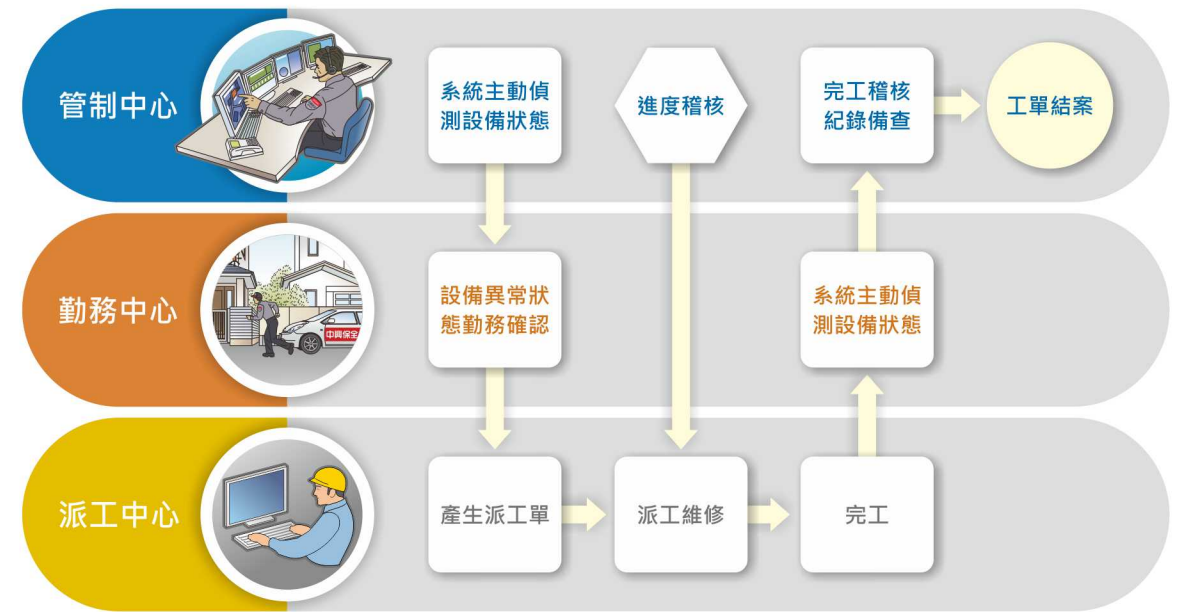 管制中心
系統主動偵
測設備狀態
進度稽核
完工稽核
紀錄備查
工單結案
勤務中心
中興保全
設備異常狀
態勤務確認
系統主動偵
測設備狀態
派工中心
產生派工單
派工維修
完工